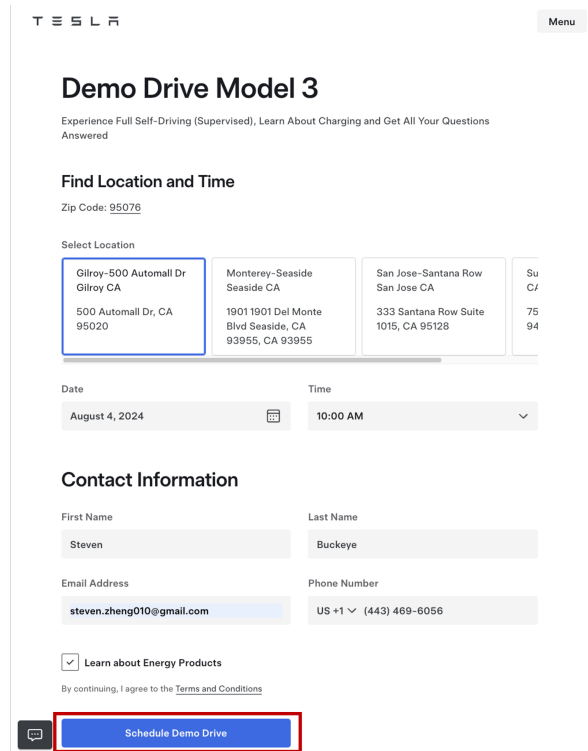 TESLA
Menu
Demo Drive Model 3
Experience Full Self-Driving (Supervised), Learn About Charging and Get All Your Questions
Answered
Find Location and Time
Zip Code: 95076
Select Location
Gilroy-500 Automall Dr
Gilroy CA
500 Automall Dr, CA
95020
Monterey-Seaside
Seaside CA
1901 1901 Del Monte
Blvd Seaside, CA
93955, CA 93955
San Jose-Santana Row
San Jose CA
333 Santana Row Suite
1015, CA 95128
Su
CA
75
94
Date
Time
August 4, 2024
10:00 AM
Contact Information
First Name
Last Name
Steven
Buckeye
Email Address
Phone Number
steven.zheng010@gmail.com
US +1 (443) 469-6056
Learn about Energy Products
By continuing, I agree to the Terms and Conditions
Schedule Demo Drive